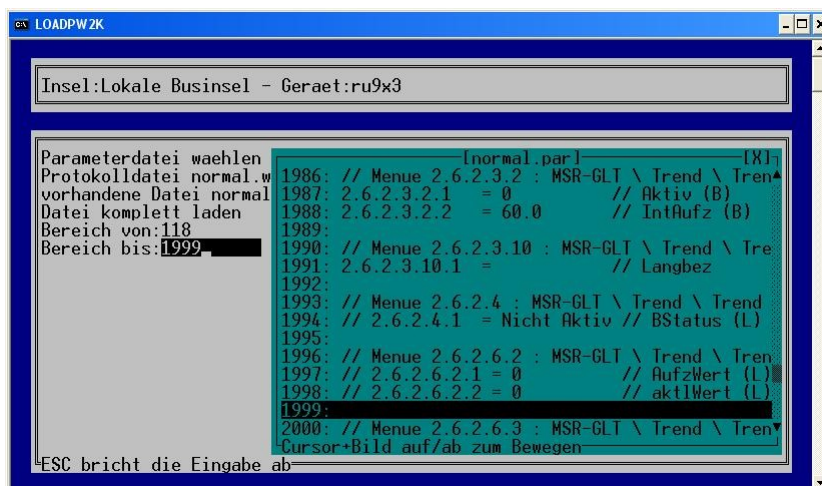 LOADPW2K
Insel:Lokale Businsel - Geraet:ru9x3
Parameterdatei waehlen
Protokolldatei normal.w
vorhandene Datei normal
Datei komplett laden
Bereich von:118
Bereich bis:1999
[normal.par]
[X]
1986: // Menue 2.6.2.3.2 : MSR-GLT \ Trend \ Tren
1987: 2.6.2.3.2.1 = 0 // Aktiv (B)
1988: 2.6.2.3.2.2 = 60.0 // IntAufz (B)
1989:
1990: // Menue 2.6.2.3.10 : MSR-GLT \ Trend \ Tre
1991: 2.6.2.3.10.1 = // Langbez
1992:
1993: // Menue 2.6.2.4 : MSR-GLT \ Trend \ Trend
1994: // 2.6.2.4.1 = Nicht Aktiv // BStatus (L)
1995:
1996: // Menue 2.6.2.6.2 : MSR-GLT \ Trend \ Tren
1997: // 2.6.2.6.2.1 = 0 // AufzWert (L)
1998: // 2.6.2.6.2.2 = 0 // aktlWert (L)
1999:
2000: // Menue 2.6.2.6.3 : MSR-GLT \ Trend \ Tren
Cursor+Bild auf/ab zum Bewegen
ESC bricht die Eingabe ab